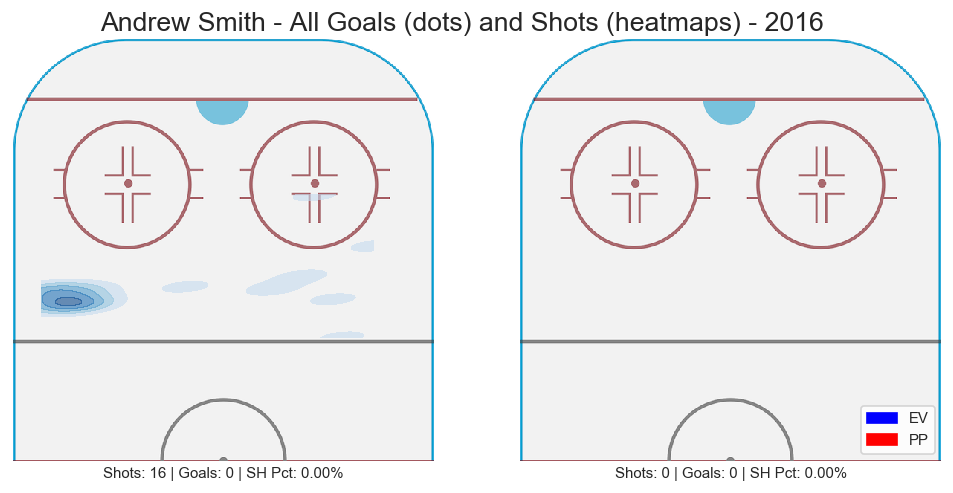 Andrew Smith - All Goals (dots) and Shots (heatmaps) - 2016
EV
PP
Shots: 16 | Goals: 0 | SH Pct: 0.00%
Shots: 0 | Goals: 0 | SH Pct: 0.00%